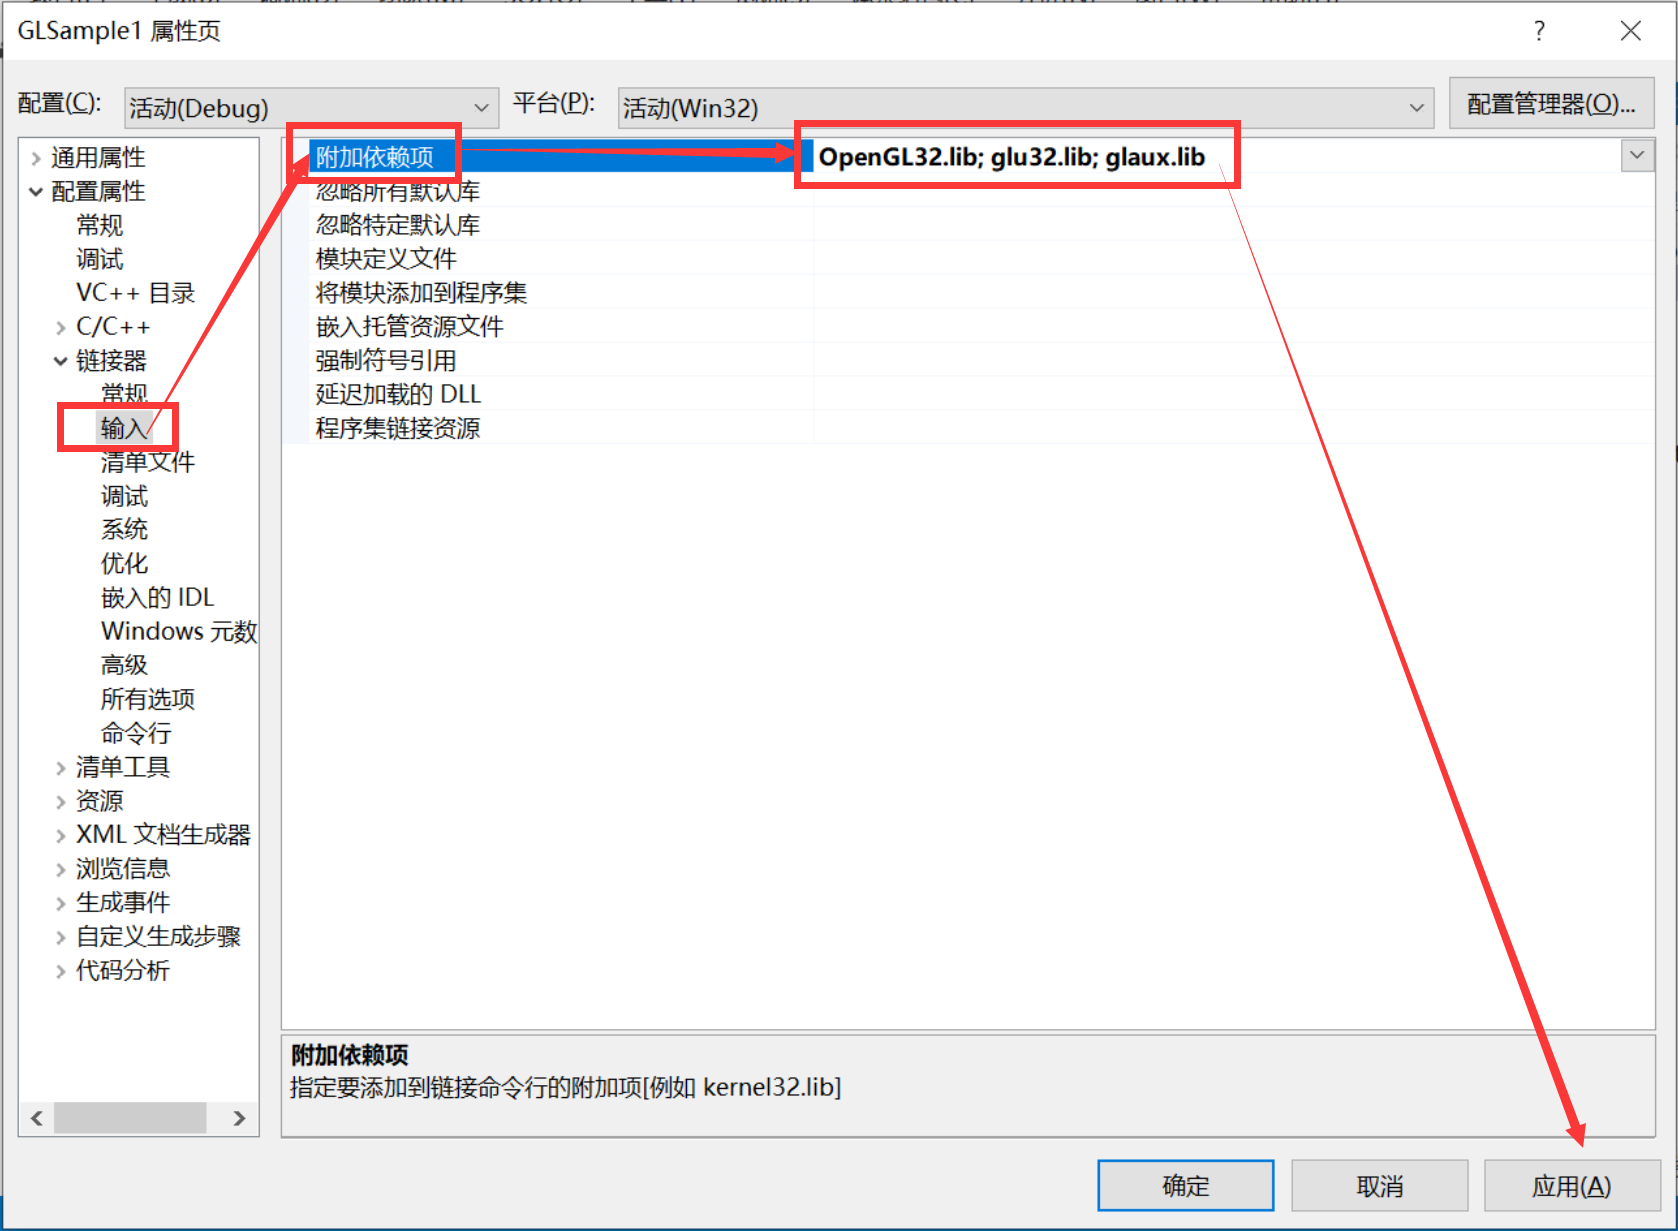 GLSample1 属性页
?
配置(C):
活动(Debug)
平台(P):
活动(Win32)
配置管理器(O)...
通用属性
配置属性
常规
调试
VC++ 目录
C/C++
链接器
常规
输入
清单文件
调试
系统
优化
嵌入的 IDL
Windows 元数
高级
所有选项
命令行
清单工具
资源
XML 文档生成器
浏览信息
生成事件
自定义生成步骤
代码分析
附加依赖项
OpenGL32.lib; glu32.lib; glaux.lib
忽略所有默认库
忽略特定默认库
模块定义文件
将模块添加到程序集
嵌入托管资源文件
强制符号引用
延迟加载的 DLL
程序集链接资源
附加依赖项
指定要添加到链接命令行的附加项[例如 kernel32.lib]
确定
取消
应用(A)